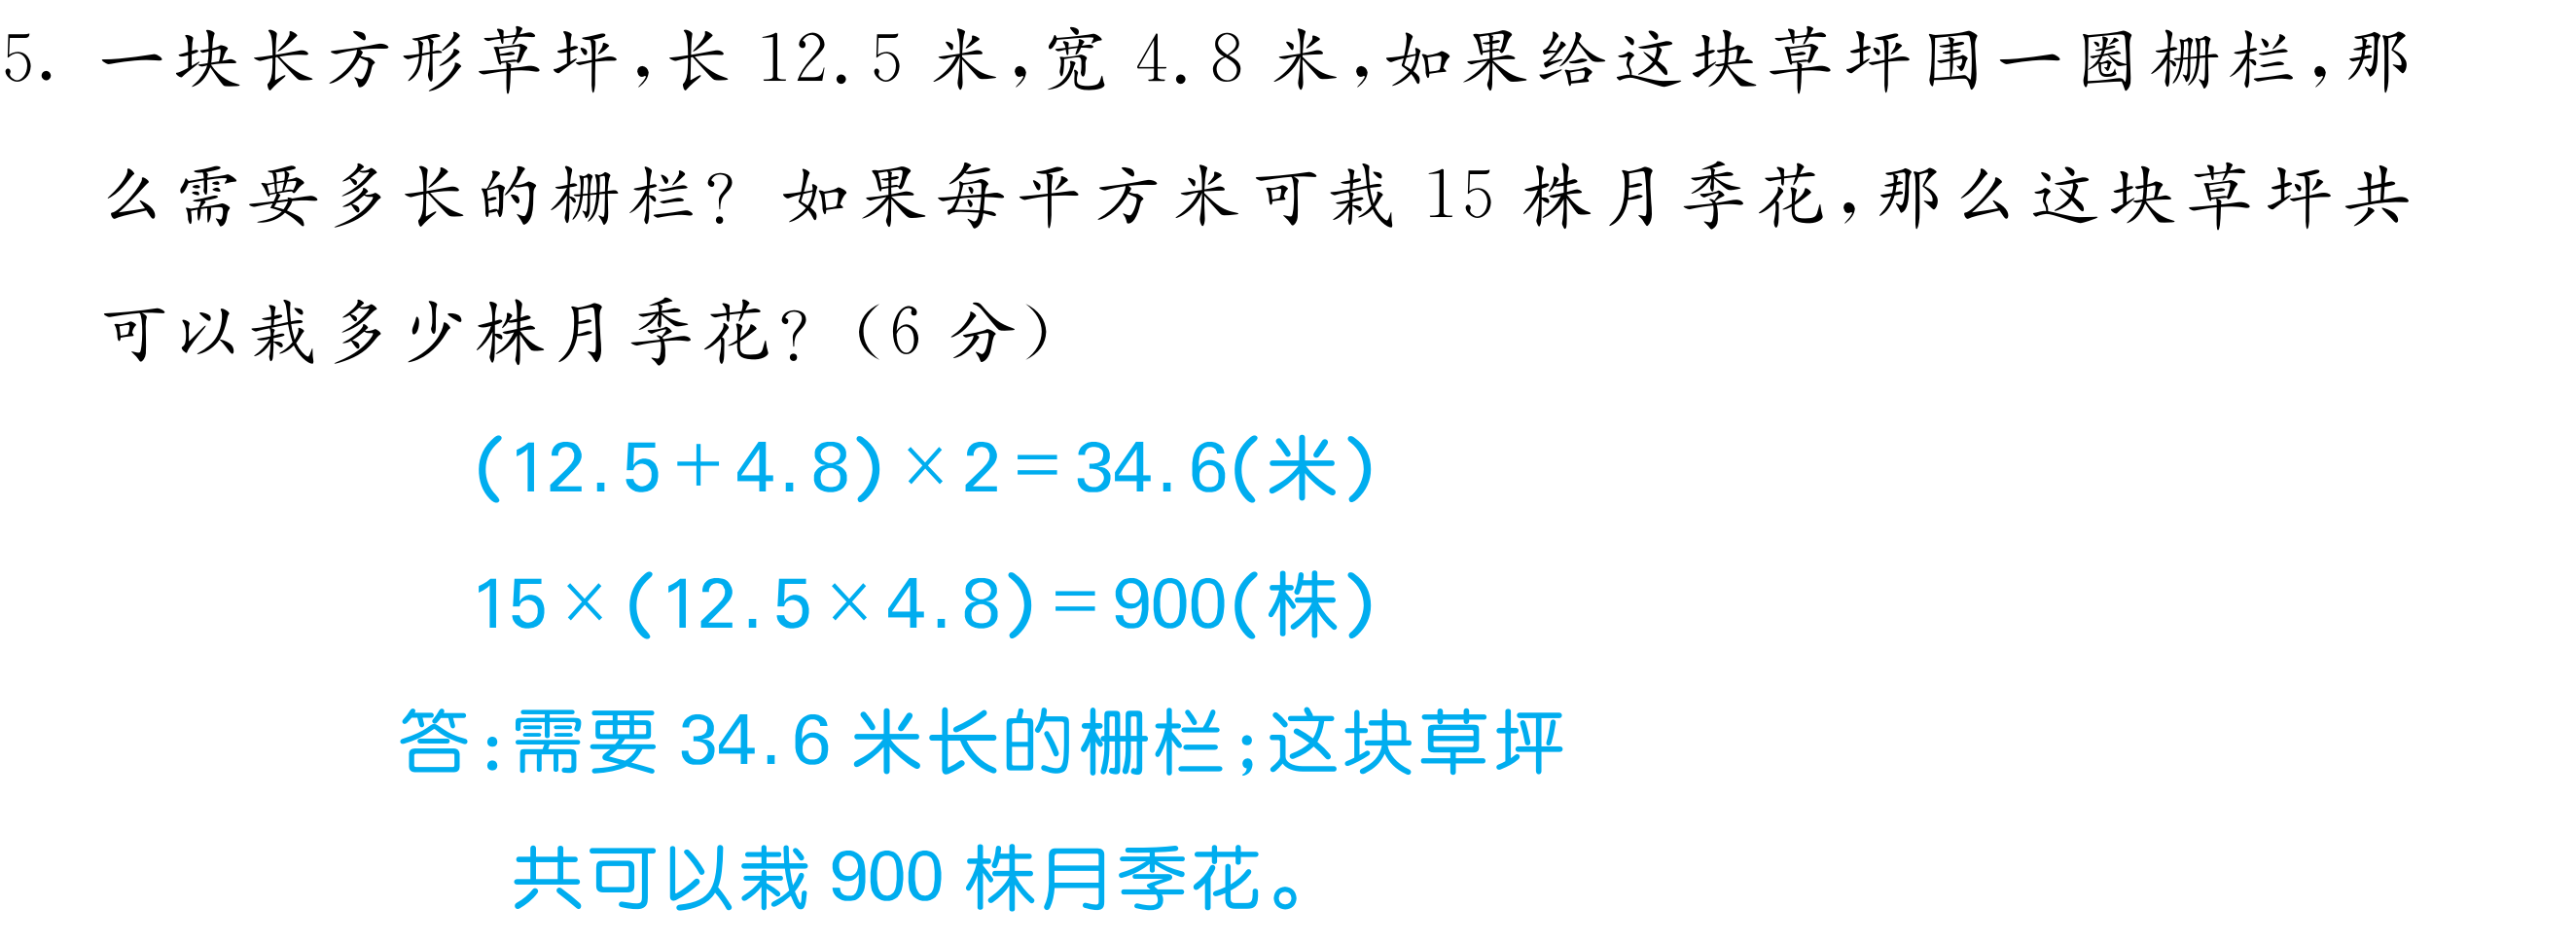 5. 一块长方形草坪,长 12.5 米,宽 4.8 米,如果给这块草坪围一圈栅栏,那
么需要多长的栅栏? 如果每平方米可栽 15 株月季花,那么这块草坪共
可以栽多少株月季花?(6 分)
(12.5+4.8)×2=34.6(米)
15×(12.5×4.8)=900(株)
答:需要 34.6 米长的栅栏;这块草坪
共可以栽 900 株月季花。